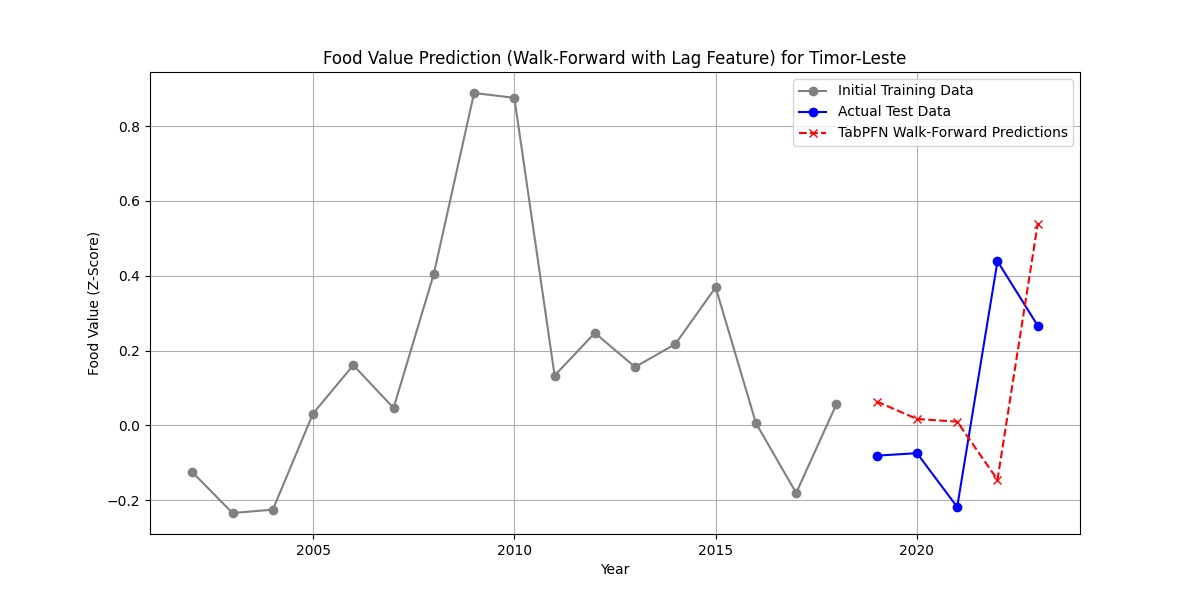 Food Value Prediction (Walk-Forward with Lag Feature) for Timor-Leste
Initial Training Data
Actual Test Data
TabPFN Walk-Forward Predictions
Food Value (Z-Score)
0.8
0.6
0.4
0.2
0.0
−0.2
2005
2010
2015
2020
Year